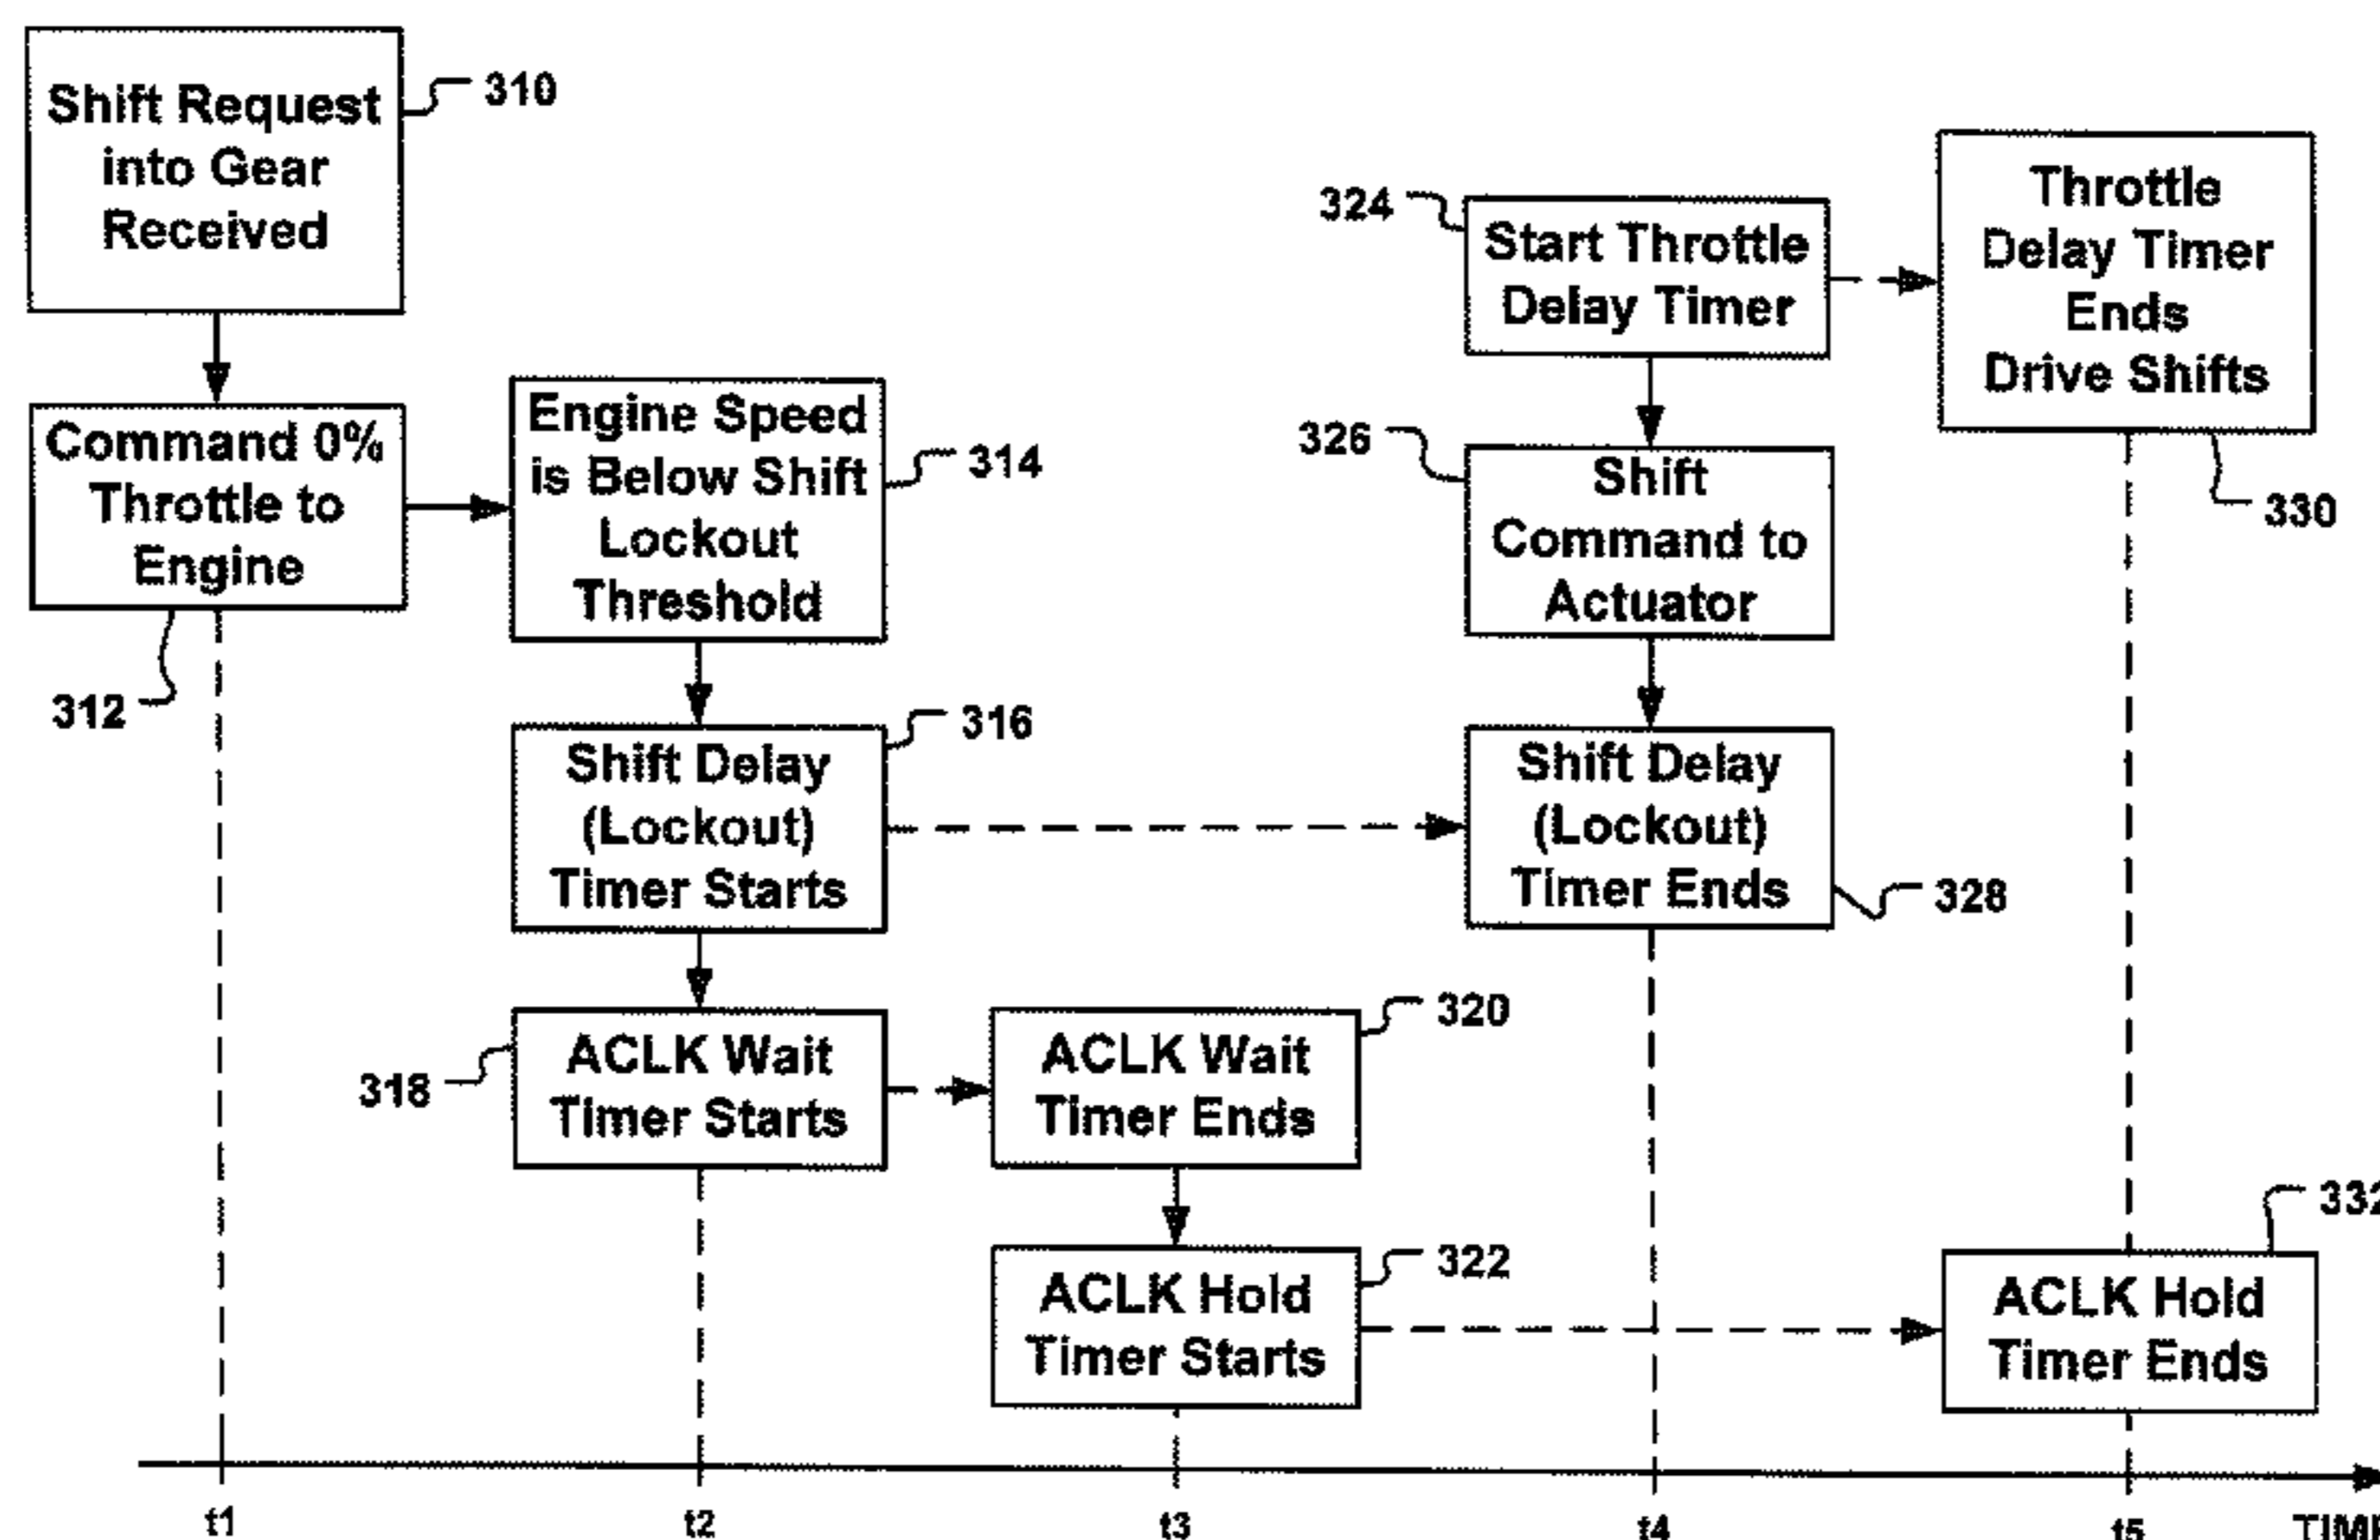 Shift Request
into Gear
Received
310
Command 0%
Throttle to
Engine
312
Engine Speed
is Below Shift
Lockout
Threshold
314
Shift Delay
(Lockout)
Timer Starts
316
ACLK Wait
Timer Starts
318
ACLK Wait
Timer Ends
320
ACLK Hold
Timer Starts
322
Start Throttle
Delay Timer
324
Shift
Command to
Actuator
326
Shift Delay
(Lockout)
Timer Ends
328
Throttle
Delay Timer
Ends
Drive Shifts
330
ACLK Hold
Timer Ends
332
t1
t2
t3
t4
t5
TIME